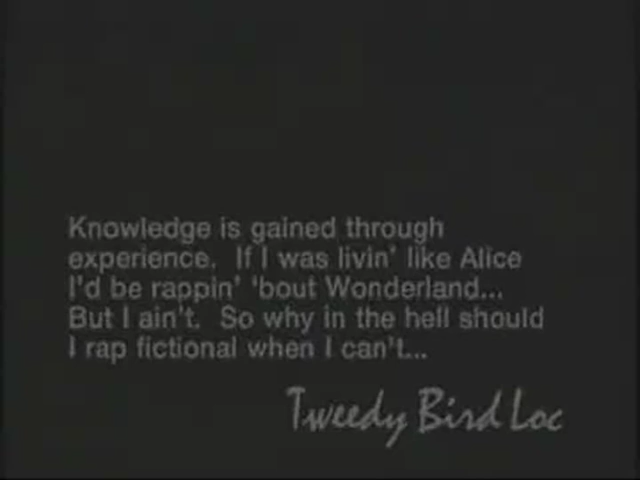 Knowledge is gained through
experience.  If I was livin' like Alice
I'd be rappin' 'bout Wonderland...
But I ain't.  So why in the hell should
I rap fictional when I can't...
Tweedy Bird Loc